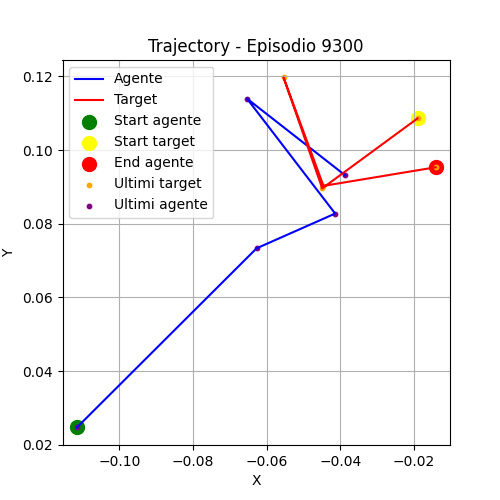 Trajectory - Episodio 9300
Agente
Target
Start agente
Start target
End agente
Ultimi target
Ultimi agente
0.12
0.10
0.08
0.06
0.04
0.02
Y
−0.10
−0.08
−0.06
−0.04
−0.02
X